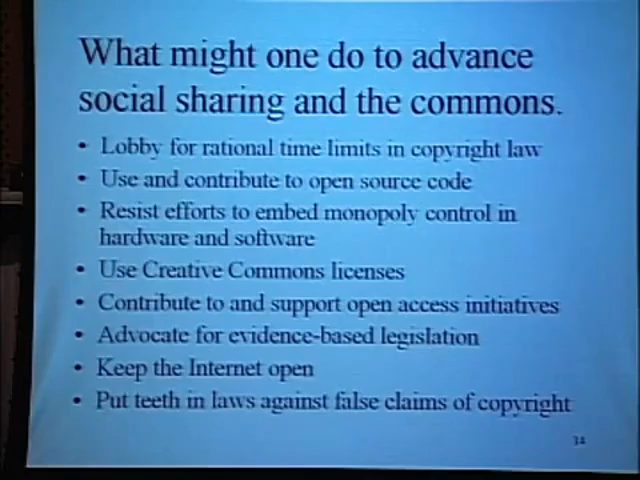 What might one do to advance
social sharing and the commons.
• Lobby for rational time limits in copyright law
• Use and contribute to open source code
• Resist efforts to embed monopoly control in
hardware and software
• Use Creative Commons licenses
• Contribute to and support open access initiatives
• Advocate for evidence-based legislation
• Keep the Internet open
• Put teeth in laws against false claims of copyright
34